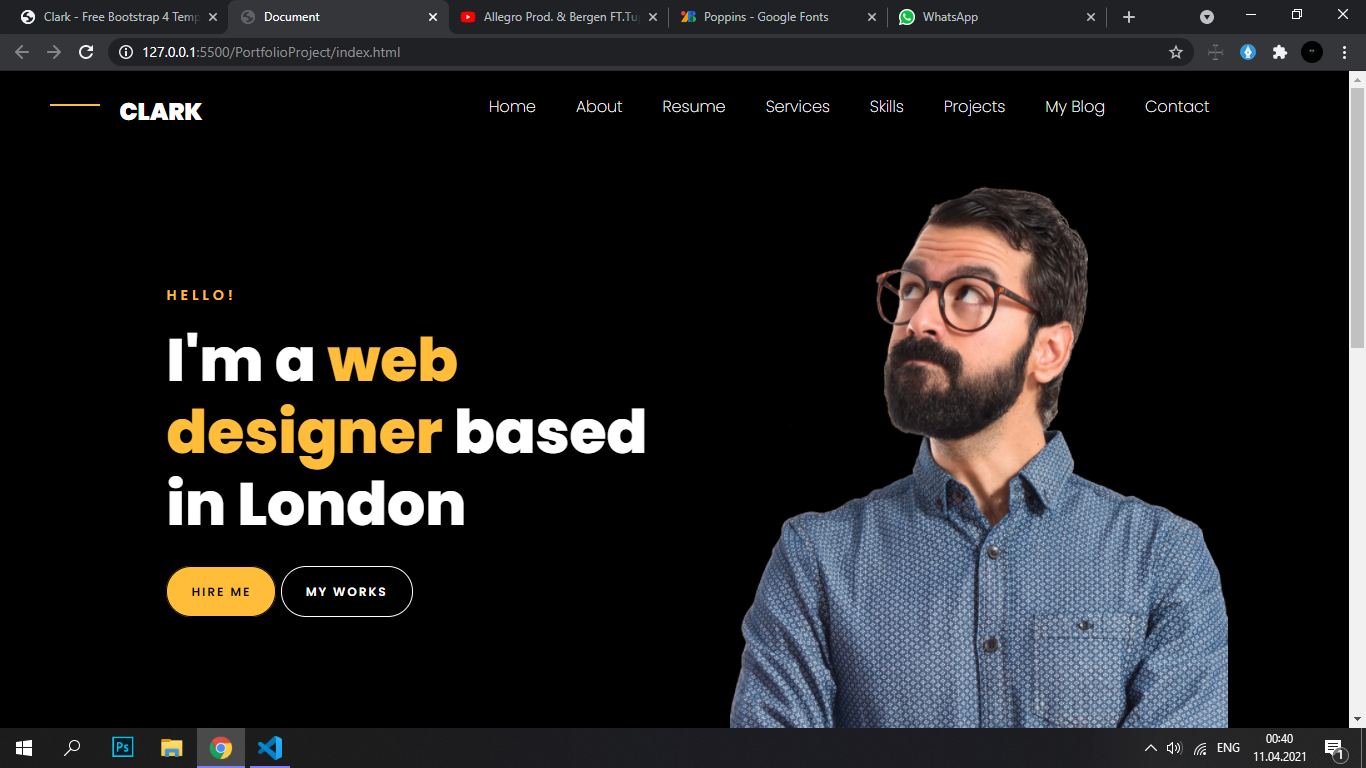 Clark - Free Bootstrap 4 Temp
Document
Allegro Prod. & Bergen FT.Tu
Poppins - Google Fonts
WhatsApp
127.0.0.1:5500/PortfolioProject/index.html
CLARK
Home
About
Resume
Services
Skills
Projects
My Blog
Contact
HELLO!
I'm a web
designer based
in London
HIRE ME
MY WORKS
Ps
ENG
00:40
11.04.2021
1